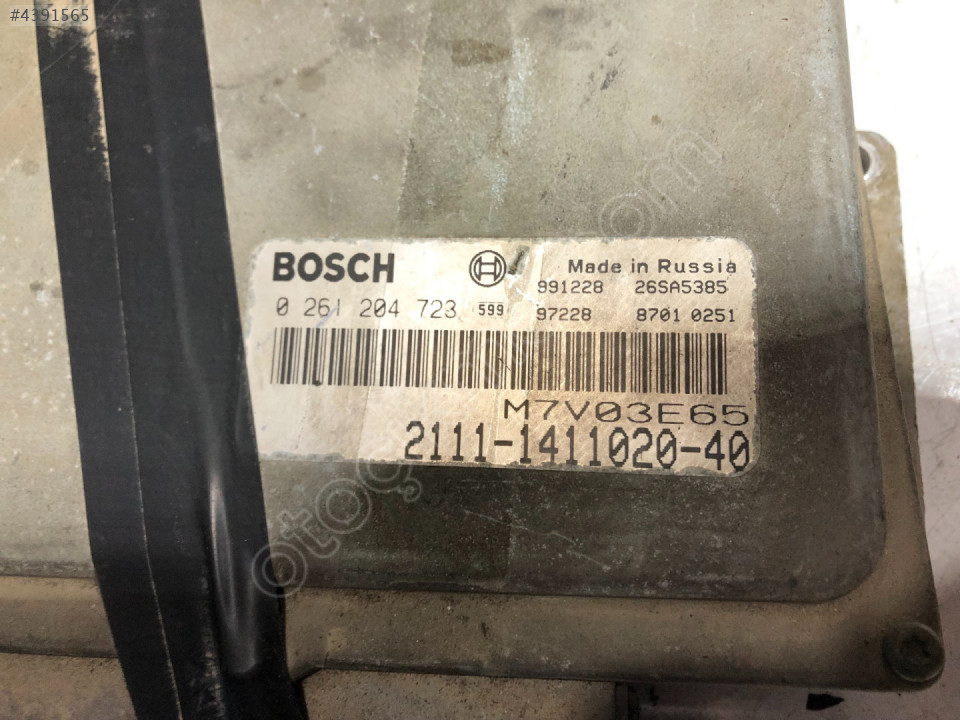 #4391565
BOSCH Made in Russia
991228 26SA5385
0 261 204 723 599 97228 8701 0251
M7V03E65
2111-1411020-40